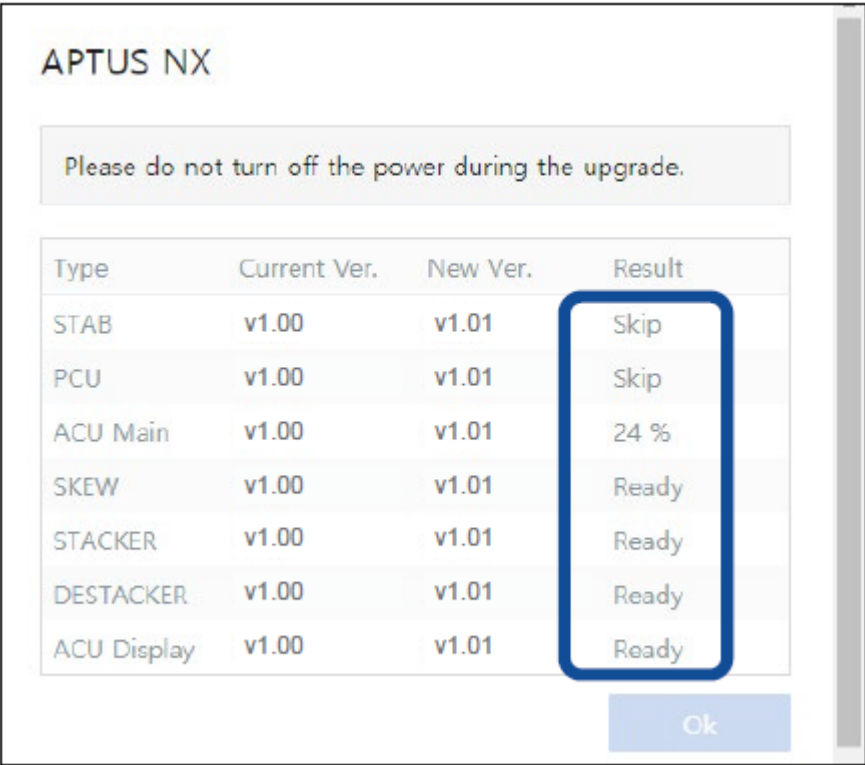 APTUS NX
Please do not turn off the power during the upgrade.
Type Current Ver. New Ver. Result
STAB v1.00 v1.01 Skip
PCU v1.00 v1.01 Skip
ACU Main v1.00 v1.01 24 %
SKEW v1.00 v1.01 Ready
STACKER v1.00 v1.01 Ready
DESTACKER v1.00 v1.01 Ready
ACU Display v1.00 v1.01 Ready
Ok